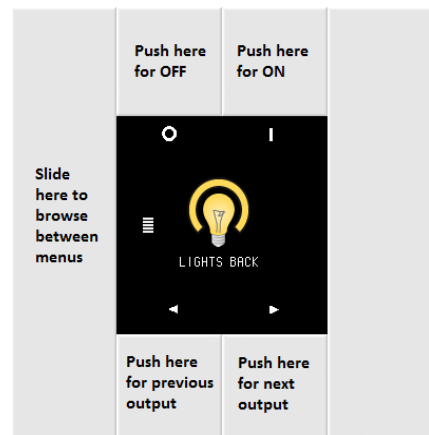 Push here
for OFF
Push here
for ON
Slide
here to
browse
between
menus
LIGHTS BACK
Push here
for previous
output
Push here
for next
output